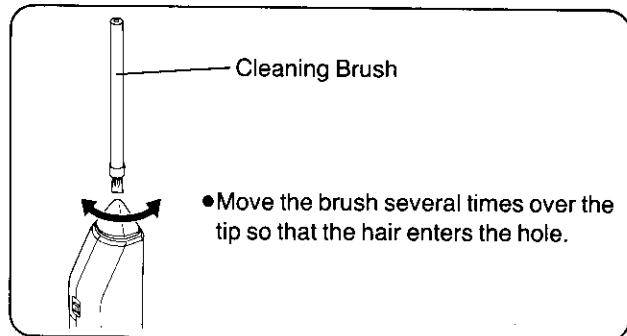 Cleaning Brush
●Move the brush several times over the
tip so that the hair enters the hole.